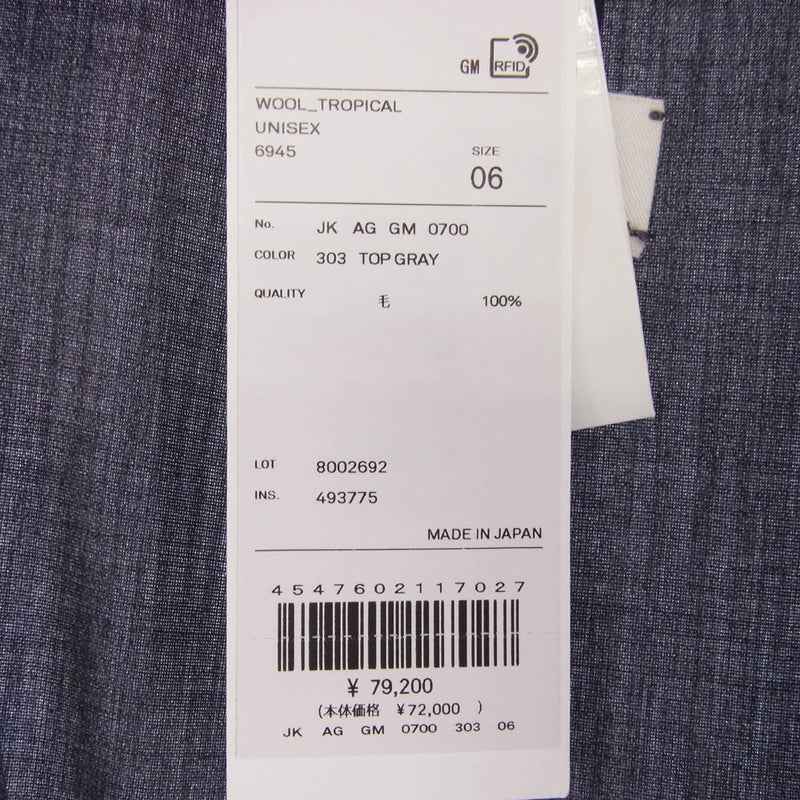 GM RFID
WOOL_TROPICAL
UNISEX
6945 SIZE
06
No. JK AG GM 0700
COLOR 303 TOP GRAY
QUALITY 毛 100%
LOT 8002692
INS. 493775
MADE IN JAPAN
4547602117027
¥ 79,200
(本体価格 ¥72,000 )
JK AG GM 0700 303 06